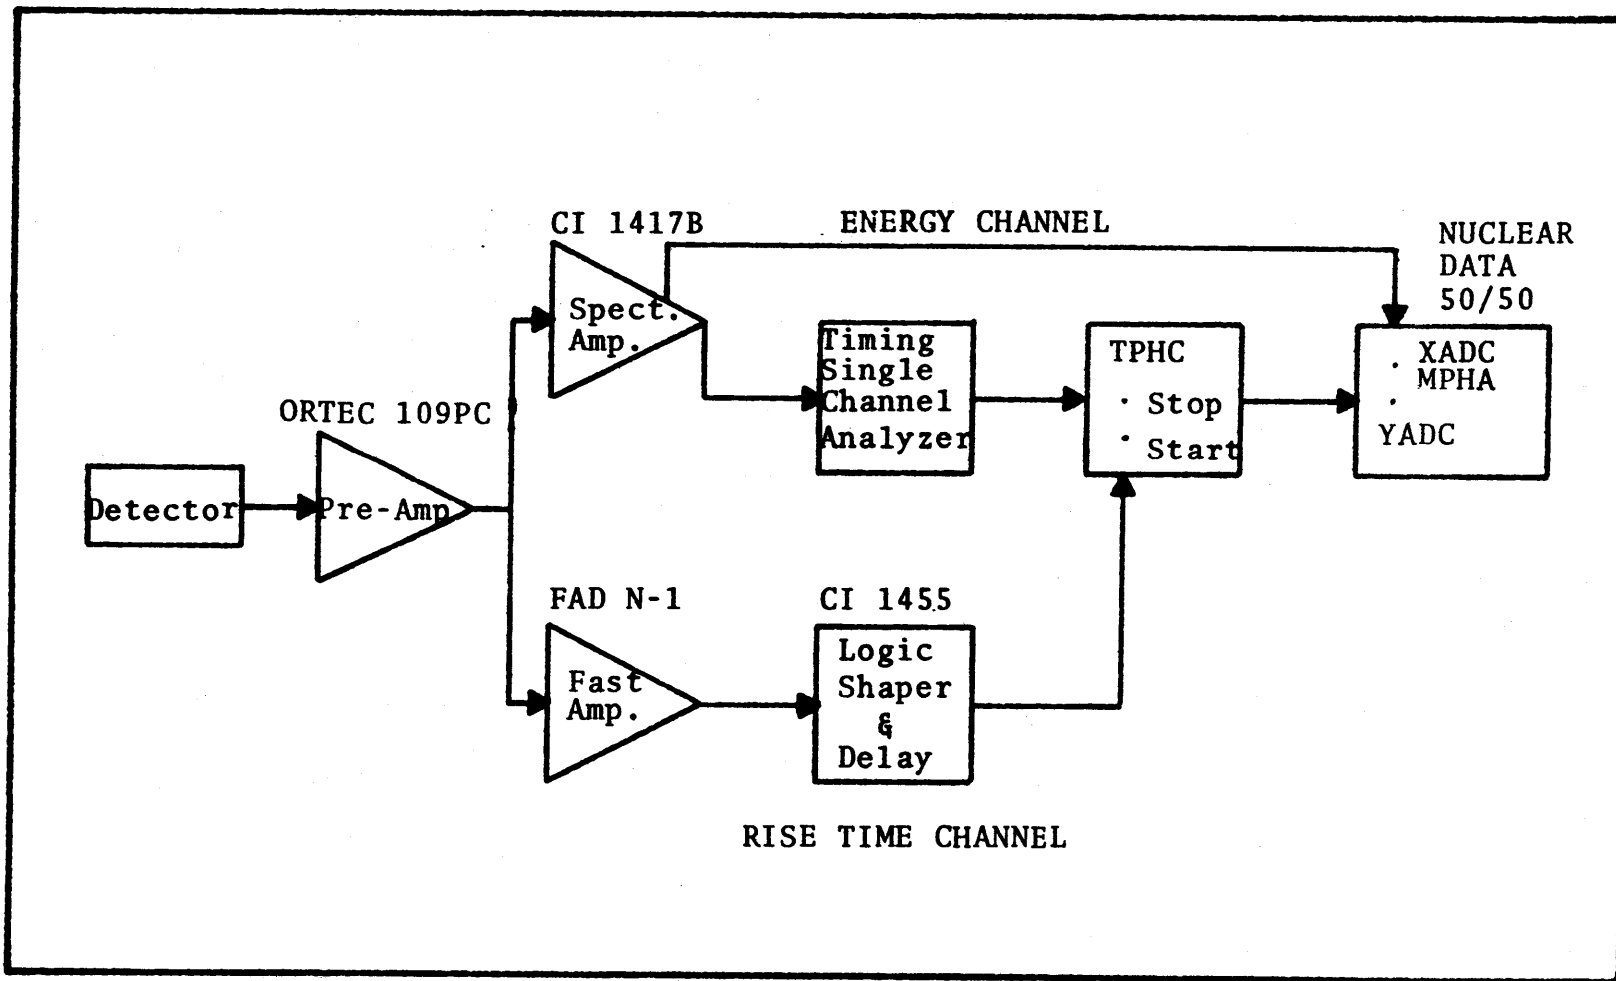 CI 1417B
ENERGY CHANNEL
NUCLEAR
DATA
50/50
Spect.
Amp.
Timing
Single
Channel
Analyzer
TPHC
· Stop
· Start
· XADC
MPHA
·
YADC
ORTEC 109PC
Detector
Pre-Amp
FAD N-1
CI 1455
Fast
Amp.
Logic
Shaper
&
Delay
RISE TIME CHANNEL